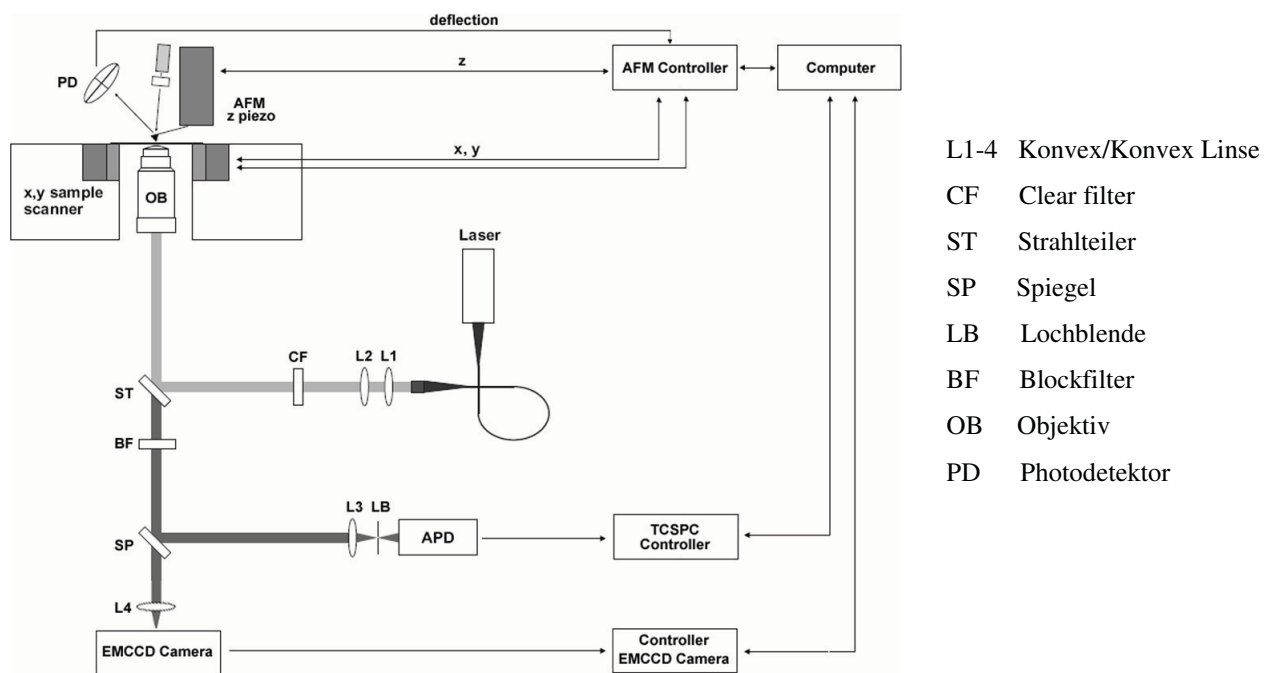 deflection
PD
z
AFM Controller
Computer
AFM
z piezo
x, y
x,y sample
scanner
OB
Laser
CF
L2
L1
ST
BF
L3
LB
SP
APD
TCSPC
Controller
L4
EMCCD Camera
Controller
EMCCD Camera
L1-4 Konvex/Konvex Linse
CF Clear filter
ST Strahlteiler
SP Spiegel
LB Lochblende
BF Blockfilter
OB Objektiv
PD Photodetektor